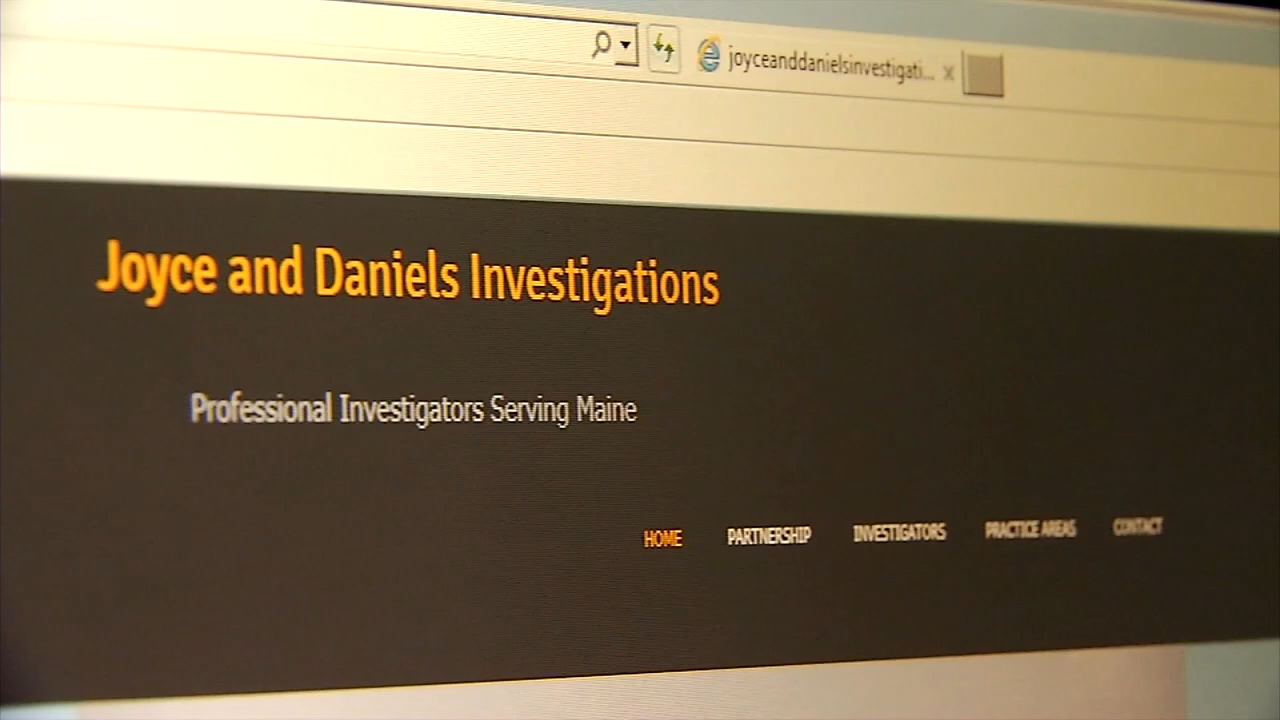 joyceanddanielsinvestigati...
Joyce and Daniels Investigations
Professional Investigators Serving Maine
HOME PARTNERSHIP INVESTIGATORS PRACTICE AREAS CONTACT